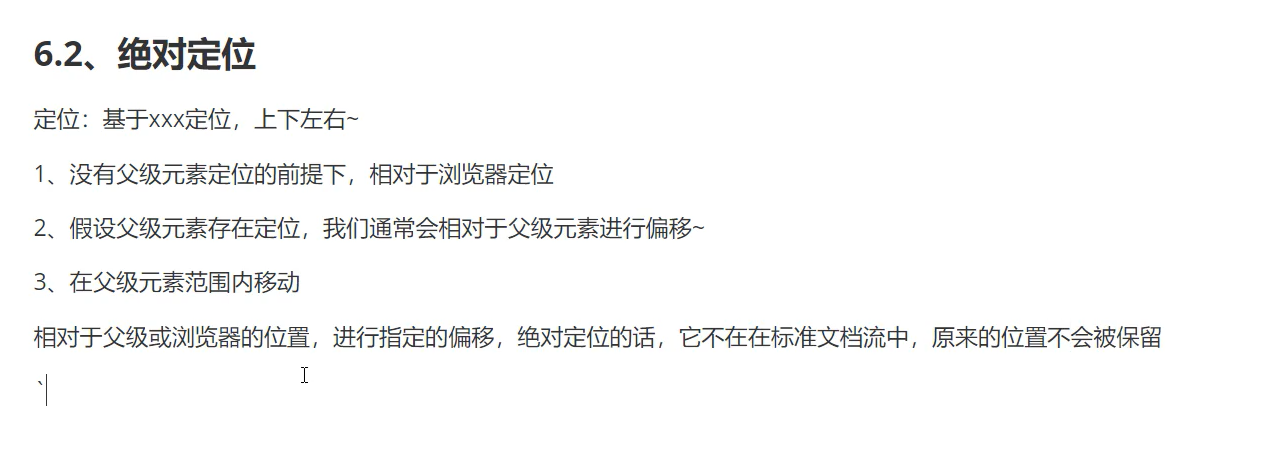 6.2、绝对定位
定位：基于xxx定位，上下左右~
1、没有父级元素定位的前提下，相对于浏览器定位
2、假设父级元素存在定位，我们通常会相对于父级元素进行偏移~
3、在父级元素范围内移动
相对于父级或浏览器的位置，进行指定的偏移，绝对定位的话，它不在在标准文档流中，原来的位置不会被保留
`